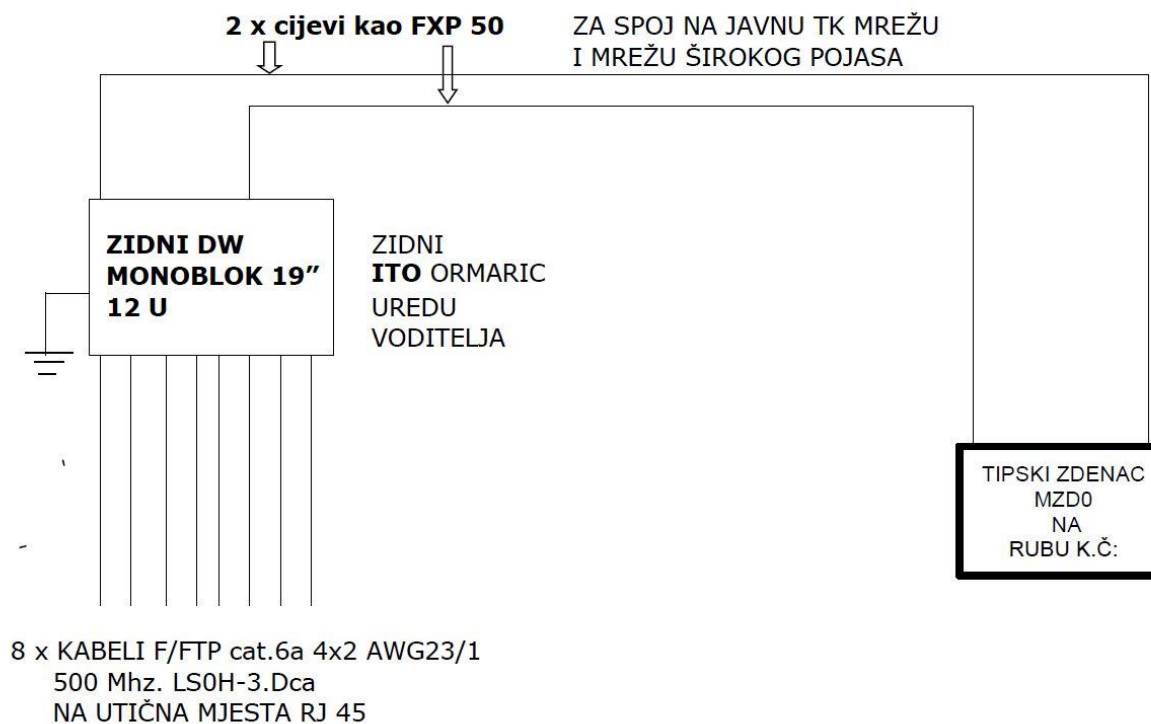 2 x cijevi kao FXP 50
ZA SPOJ NA JAVNU TK MREŽU
I MREŽU ŠIROKOG POJASA
ZIDNI DW
MONOBLOK 19”
12 U
ZIDNI
ITO ORMARIC
UREDU
VODITELJA
TIPSKI ZDENAC
MZD0
NA
RUBU K.Č:
8 x KABELI F/FTP cat.6a 4x2 AWG23/1
500 Mhz. LS0H-3.Dca
NA UTIČNA MJESTA RJ 45